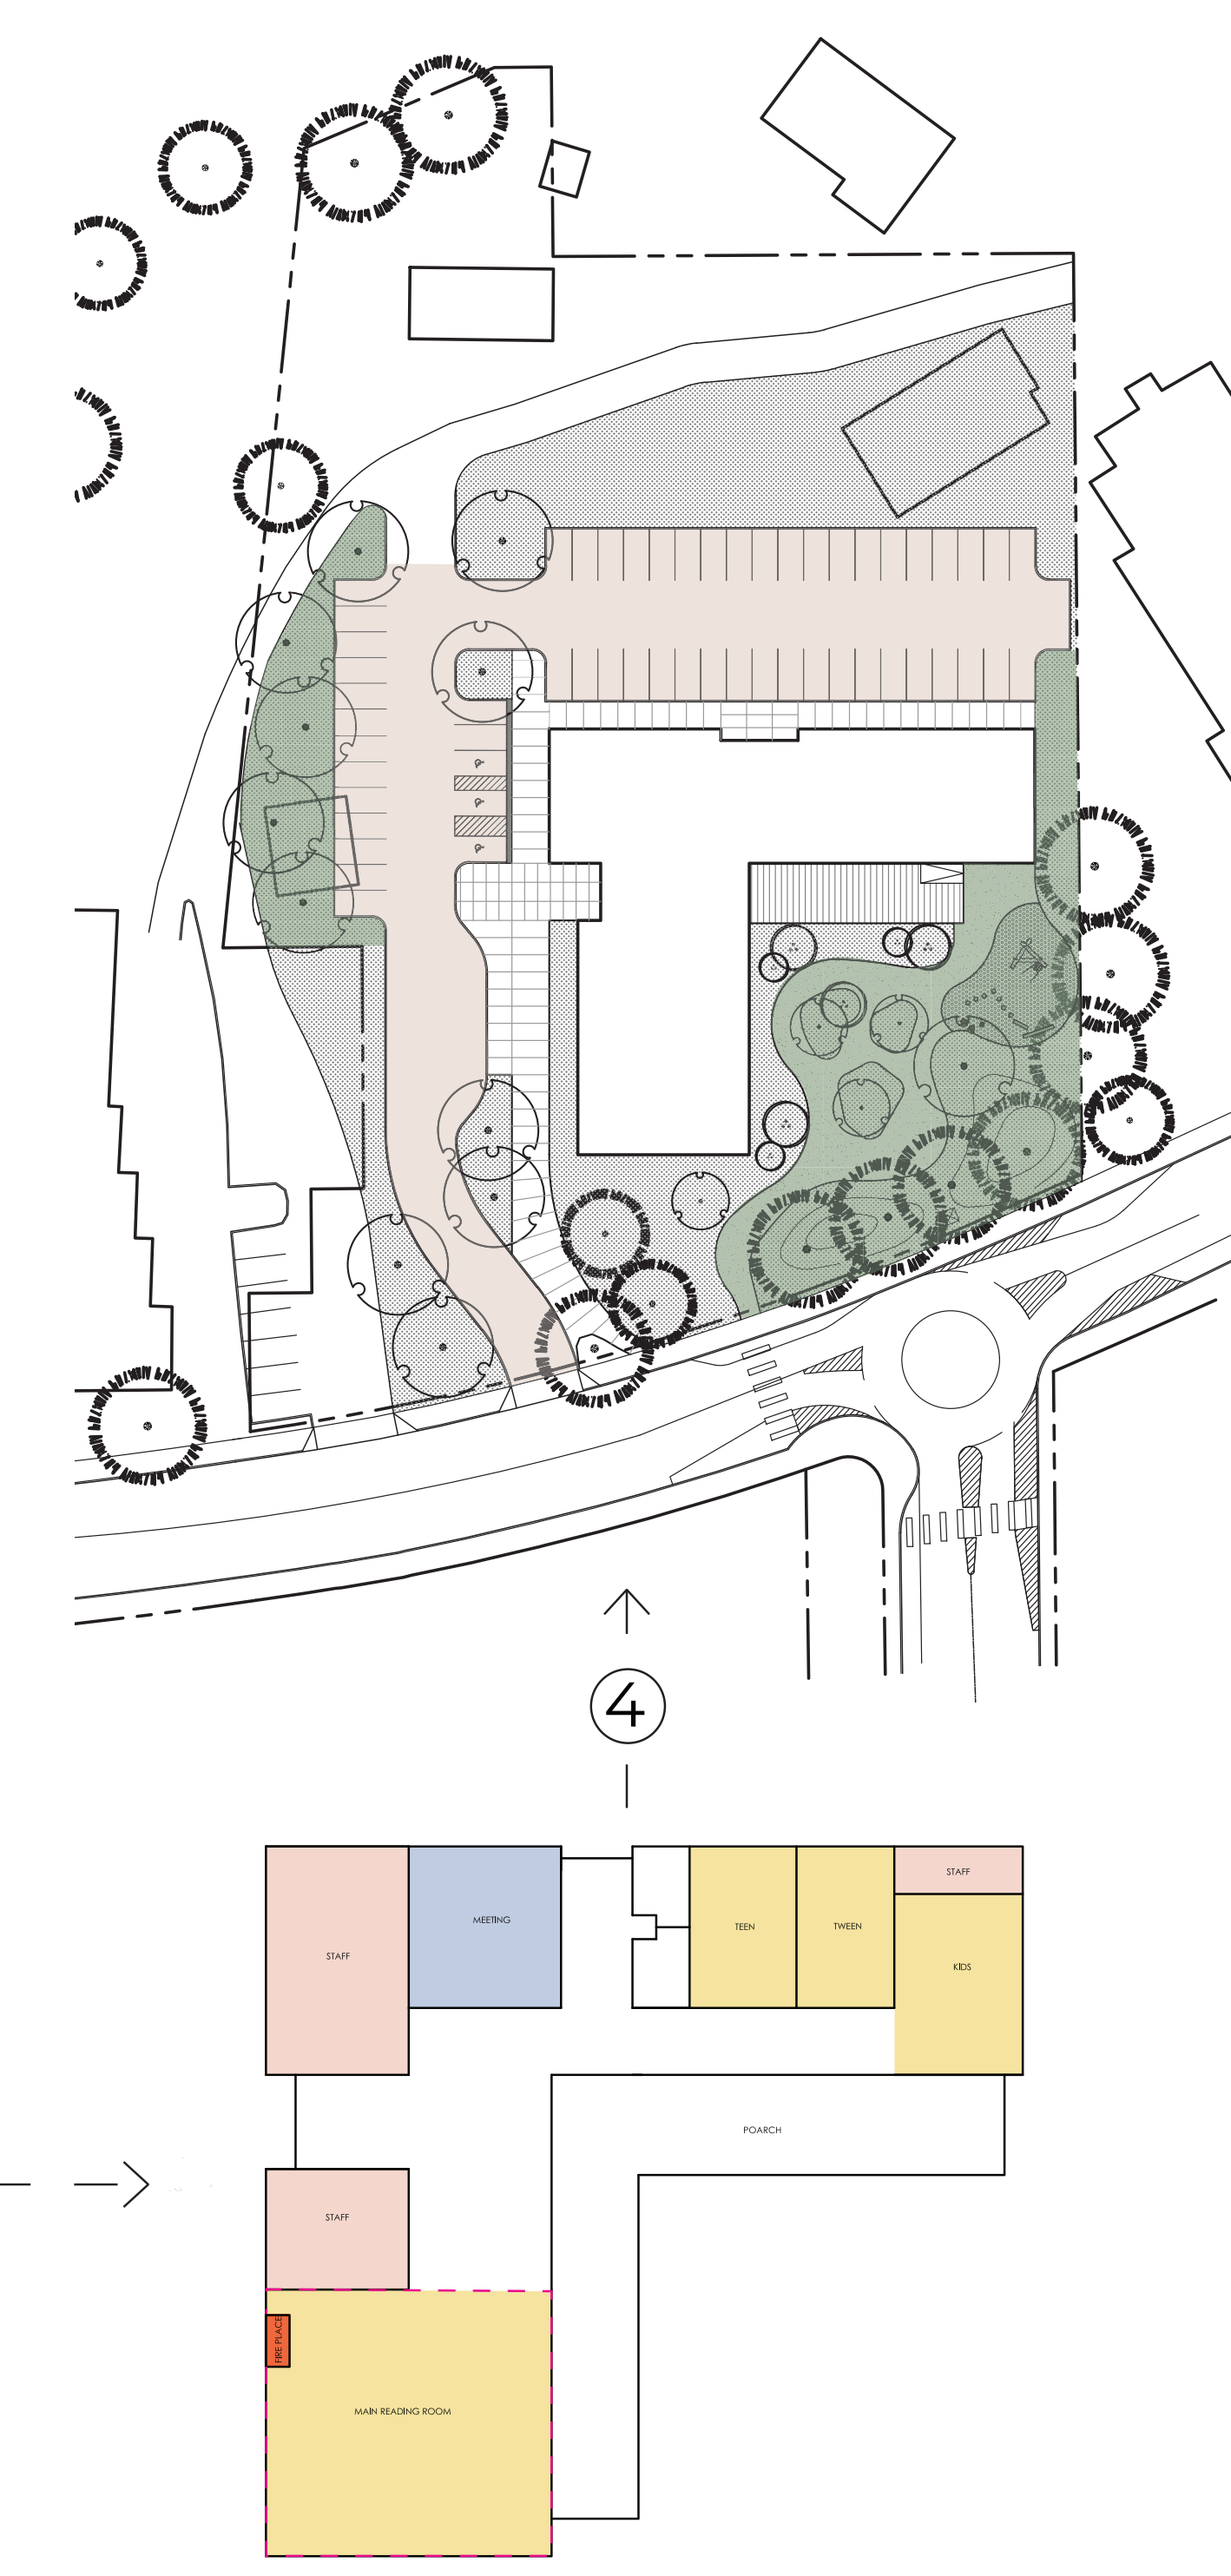 4
STAFF
MEETING
TEEN
TWEEN
STAFF
KIDS
POARCH
STAFF
FIRE PLACE
MAIN READING ROOM